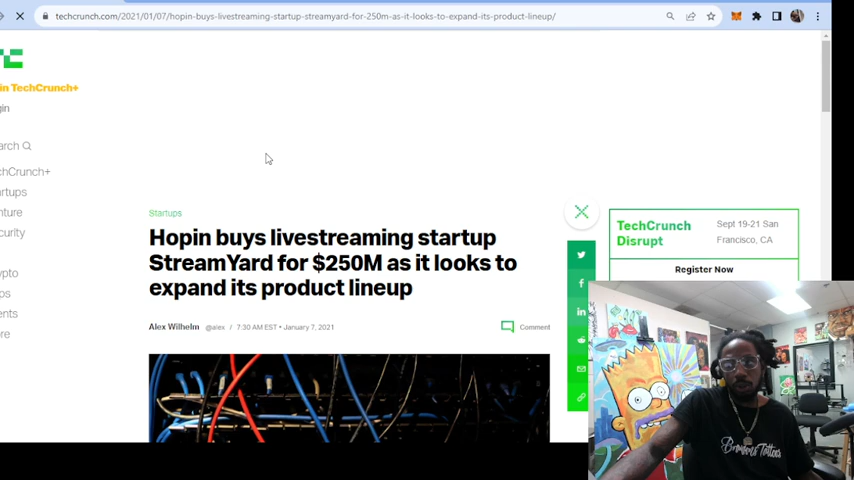 techcrunch.com/2021/01/07/hopin-buys-livestreaming-startup-streamyard-for-250m-as-it-looks-to-expand-its-product-lineup/
in TechCrunch+
gin
arch
chCrunch+
artups
nture
curity
ypto
ps
ents
re
Startups
Hopin buys livestreaming startup
StreamYard for $250M as it looks to
expand its product lineup
Alex Wilhelm @alex / 7:30 AM EST • January 7, 2021
Comment
TechCrunch
Disrupt
Sept 19-21 San
Francisco, CA
Register Now